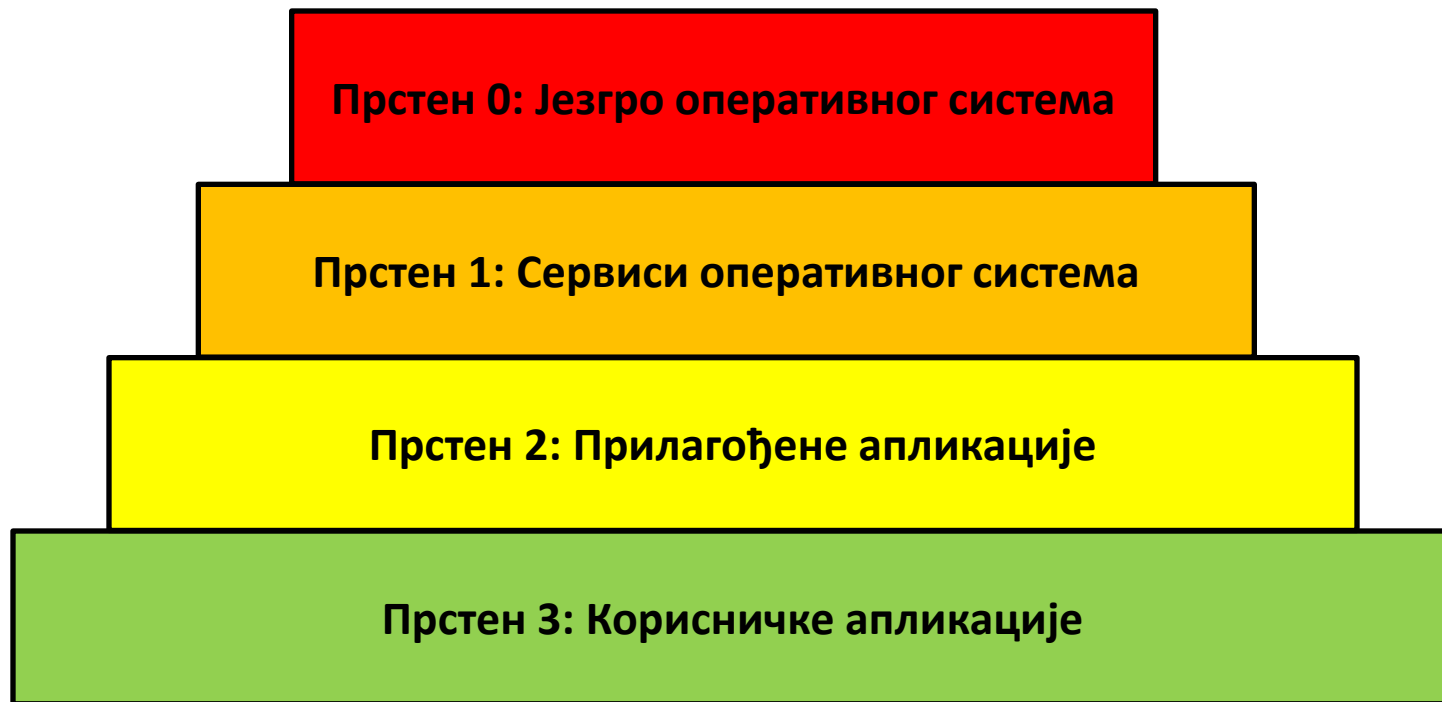 Прстен 0: Језгро оперативног система
Прстен 1: Сервиси оперативног система
Прстен 2: Прилагођене апликације
Прстен 3: Корисничке апликације